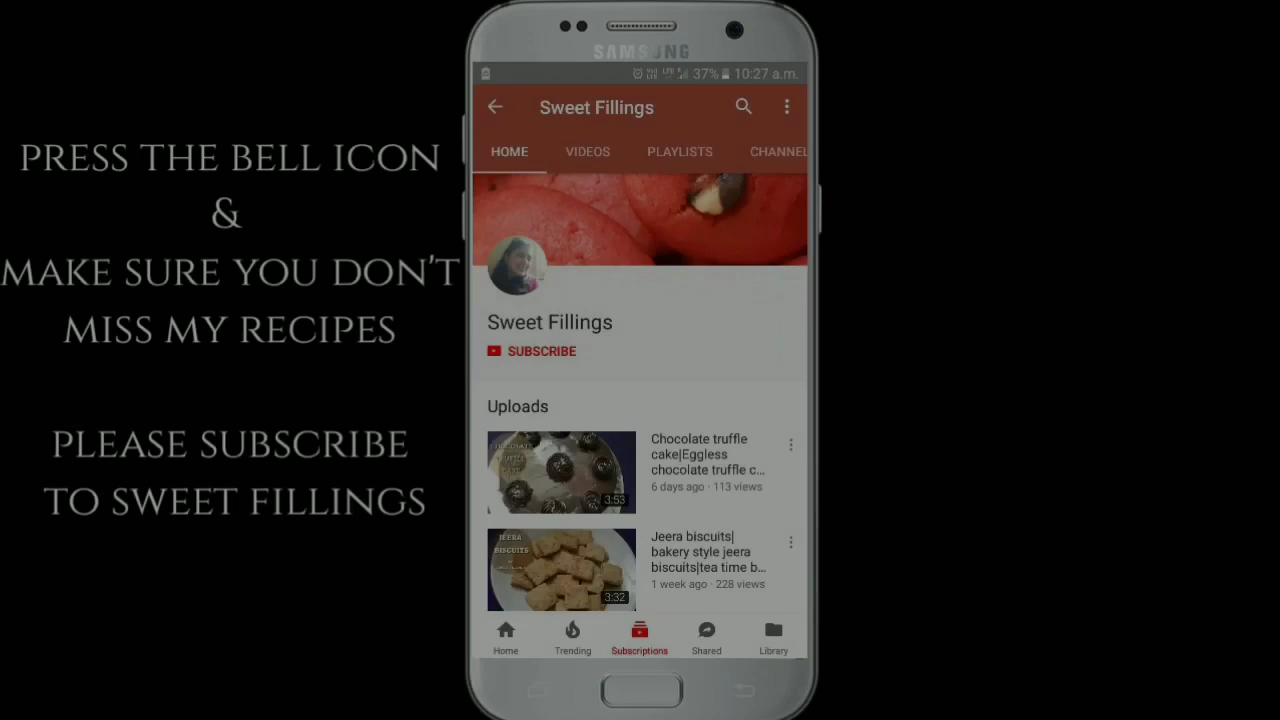 PRESS THE BELL ICON
&
MAKE SURE YOU DON'T
MISS MY RECIPES
PLEASE SUBSCRIBE
TO SWEET FILLINGS
SAMSUNG
37% 10:27 a.m.
Sweet Fillings
HOME VIDEOS PLAYLISTS CHANNEL
Sweet Fillings
SUBSCRIBE
Uploads
Chocolate truffle
cake|Eggless
chocolate truffle c...
6 days ago · 113 views
3:53
JEERA
BISCUITS
Jeera biscuits|
bakery style jeera
biscuits|tea time b...
1 week ago · 228 views
3:32
Home Trending Subscriptions Shared Library